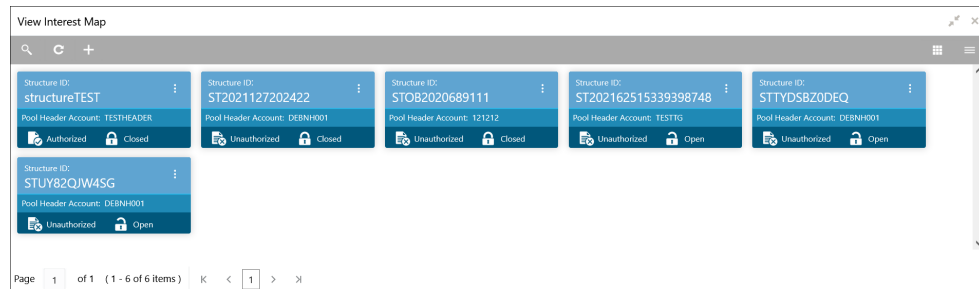 View Interest Map
Structure ID:
structureTEST
Pool Header Account: TESTHEADER
Authorized Closed
Structure ID:
ST2021127202422
Pool Header Account: DEBNH001
Unauthorized Closed
Structure ID:
STOB2020689111
Pool Header Account: 121212
Unauthorized Closed
Structure ID:
ST202162515339398748
Pool Header Account: TESTTG
Unauthorized Open
Structure ID:
STTYDSBZ0DEQ
Pool Header Account: DEBNH001
Unauthorized Open
Structure ID:
STUY82QJW4SG
Pool Header Account: DEBNH001
Unauthorized Open
Page 1 of 1 ( 1 - 6 of 6 items ) 1